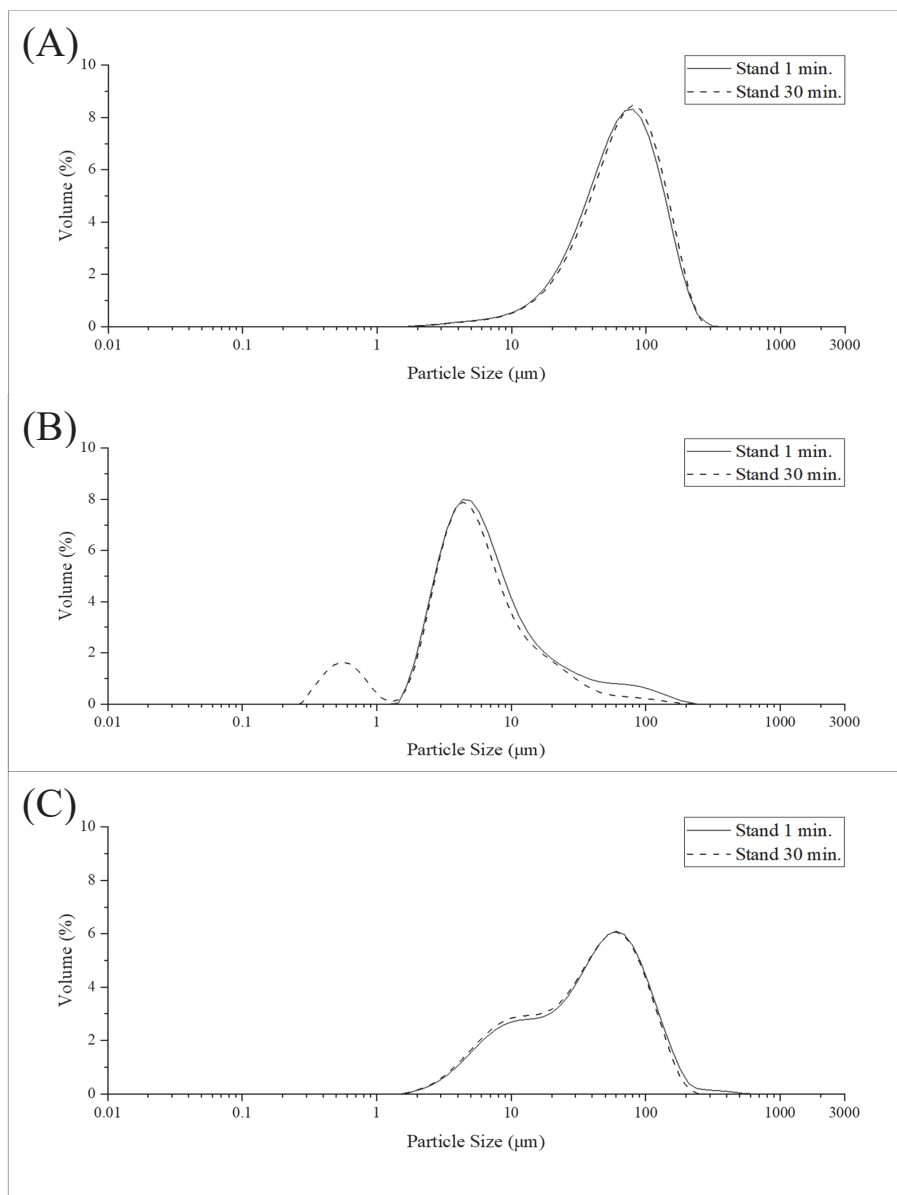 (A)
10
8
6
4
2
0
Volume (%)
Stand 1 min.
Stand 30 min.
0.01 0.1 1 10 100 1000 3000
Particle Size (μm)
(B)
10
8
6
4
2
0
Volume (%)
Stand 1 min.
Stand 30 min.
0.01 0.1 1 10 100 1000 3000
Particle Size (μm)
(C)
10
8
6
4
2
0
Volume (%)
Stand 1 min.
Stand 30 min.
0.01 0.1 1 10 100 1000 3000
Particle Size (μm)